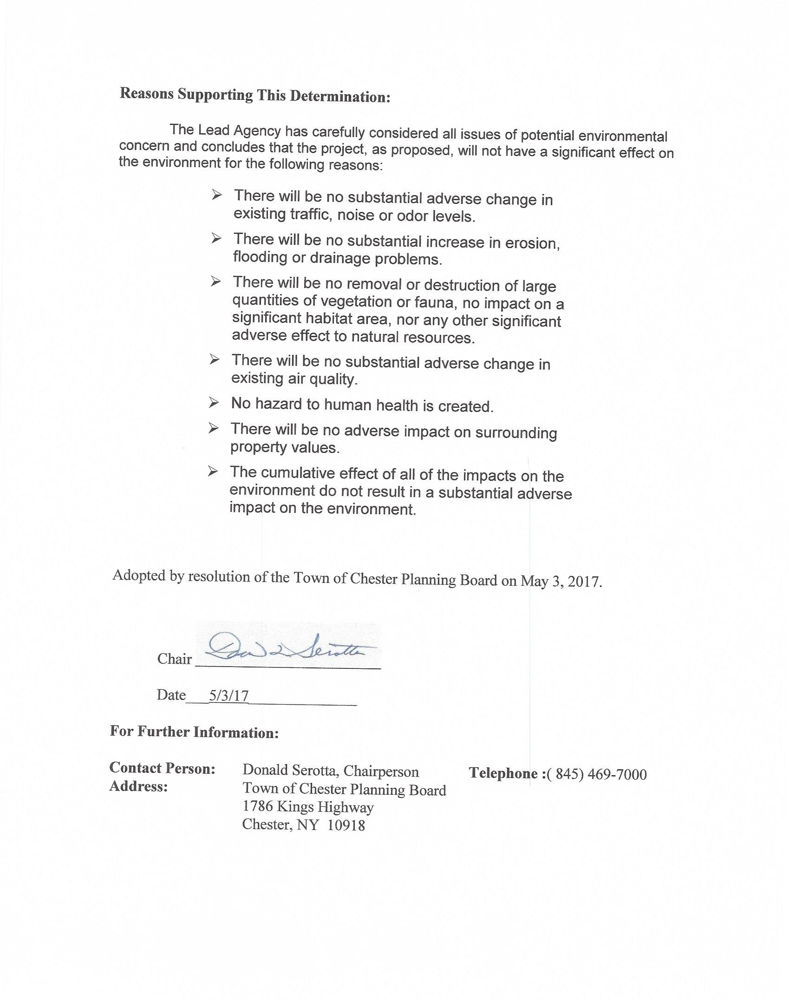 Reasons Supporting This Determination:
The Lead Agency has carefully considered all issues of potential environmental
concern and concludes that the project, as proposed, will not have a significant effect on
the environment for the following reasons:
➢ There will be no substantial adverse change in
existing traffic, noise or odor levels.
➢ There will be no substantial increase in erosion,
flooding or drainage problems.
➢ There will be no removal or destruction of large
quantities of vegetation or fauna, no impact on a
significant habitat area, nor any other significant
adverse effect to natural resources.
➢ There will be no substantial adverse change in
existing air quality.
➢ No hazard to human health is created.
➢ There will be no adverse impact on surrounding
property values.
➢ The cumulative effect of all of the impacts on the
environment do not result in a substantial adverse
impact on the environment.
Adopted by resolution of the Town of Chester Planning Board on May 3, 2017.
Chair Serotta
Date 5/3/17
For Further Information:
Contact Person: Donald Serotta, Chairperson Telephone :( 845) 469-7000
Address: Town of Chester Planning Board
1786 Kings Highway
Chester, NY 10918